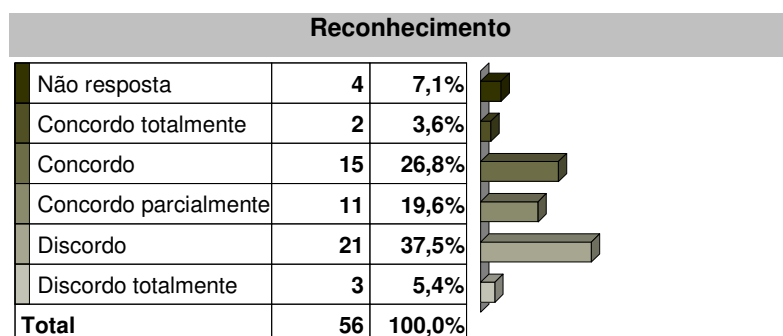 Reconhecimento
Não resposta 4 7,1%
Concordo totalmente 2 3,6%
Concordo 15 26,8%
Concordo parcialmente 11 19,6%
Discordo 21 37,5%
Discordo totalmente 3 5,4%
Total 56 100,0%